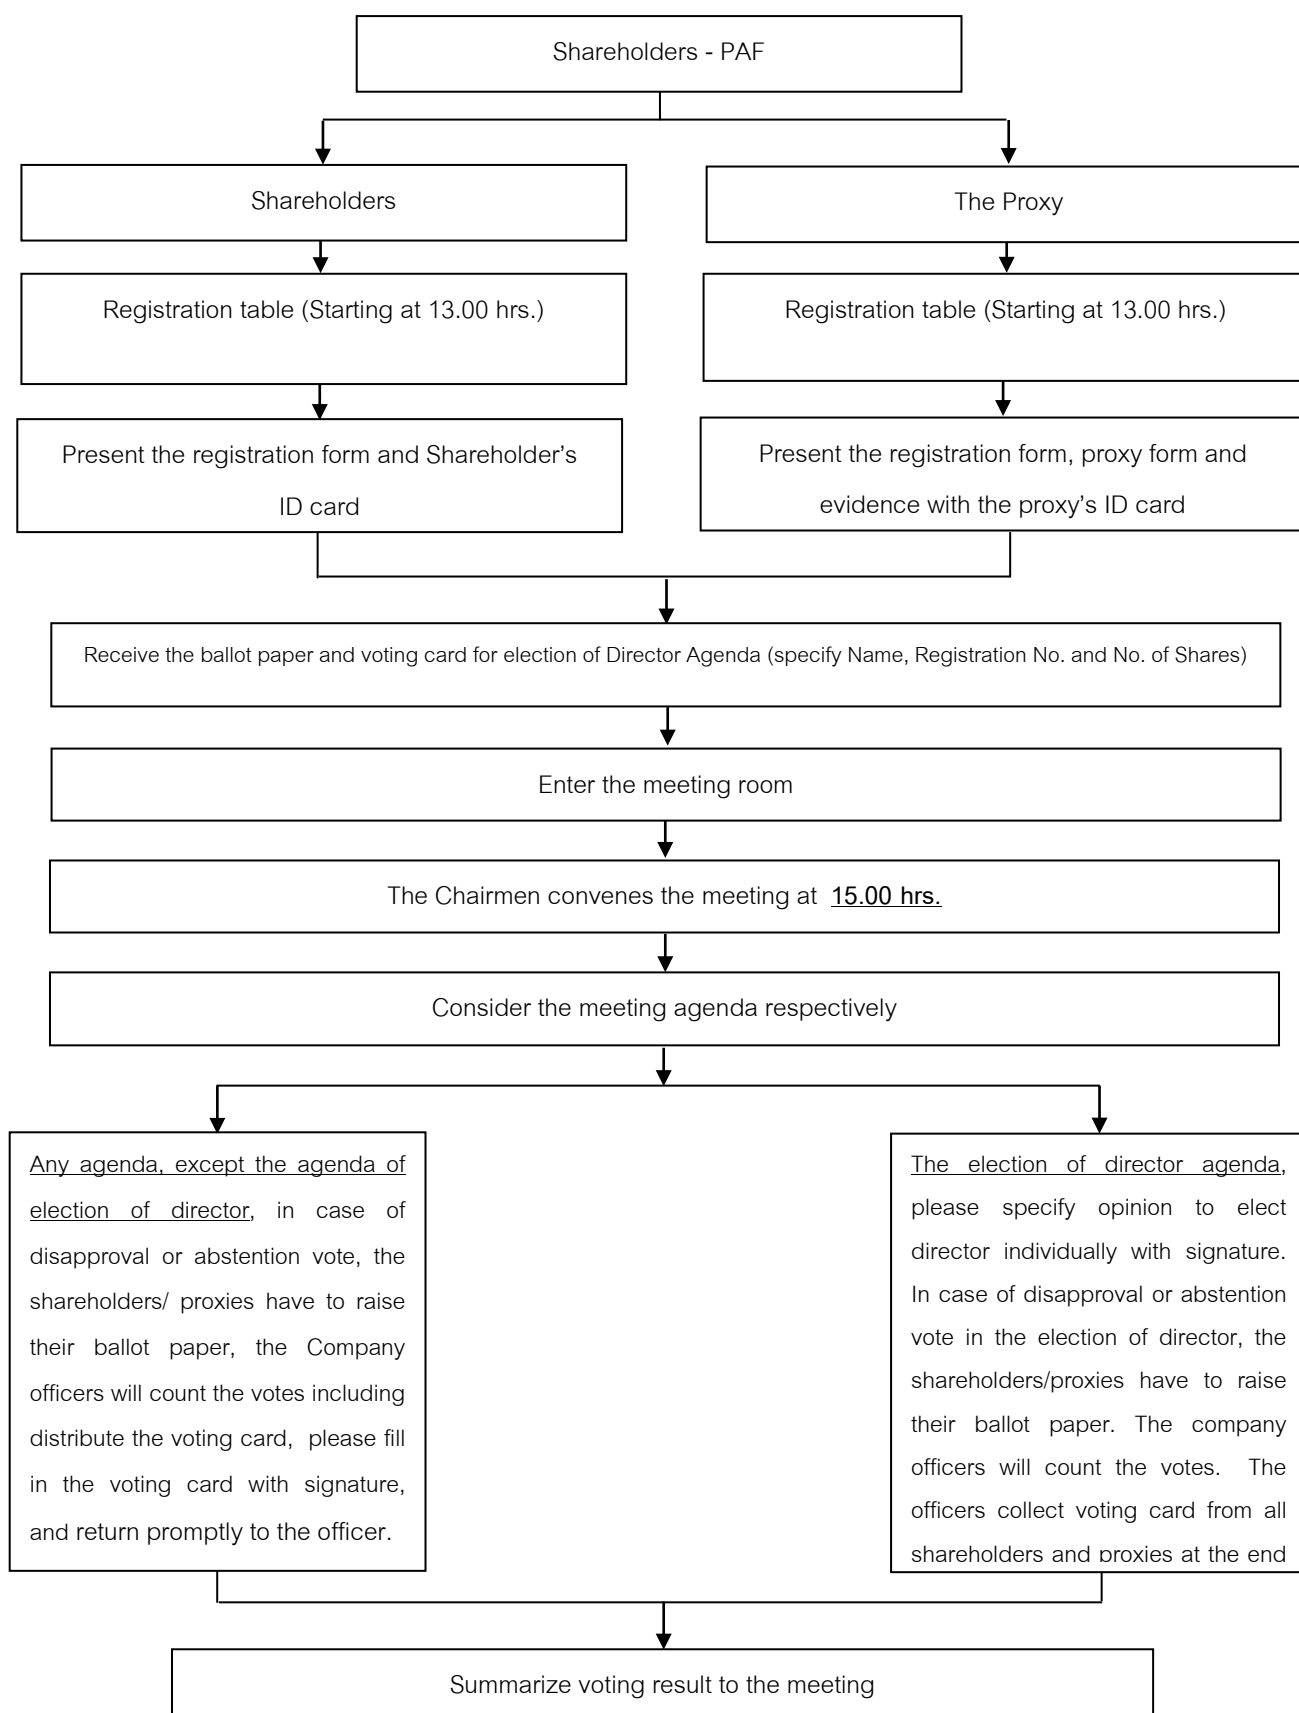 Shareholders - PAF
Shareholders
The Proxy
Registration table (Starting at 13.00 hrs.)
Registration table (Starting at 13.00 hrs.)
Present the registration form and Shareholder's
ID card
Present the registration form, proxy form and
evidence with the proxy's ID card
Receive the ballot paper and voting card for election of Director Agenda (specify Name, Registration No. and No. of Shares)
Enter the meeting room
The Chairmen convenes the meeting at 15.00 hrs.
Consider the meeting agenda respectively
Any agenda, except the agenda of
election of director, in case of
disapproval or abstention vote, the
shareholders/ proxies have to raise
their ballot paper, the Company
officers will count the votes including
distribute the voting card, please fill
in the voting card with signature,
and return promptly to the officer.
The election of director agenda,
please specify opinion to elect
director individually with signature.
In case of disapproval or abstention
vote in the election of director, the
shareholders/proxies have to raise
their ballot paper. The company
officers will count the votes. The
officers collect voting card from all
shareholders and proxies at the end
Summarize voting result to the meeting